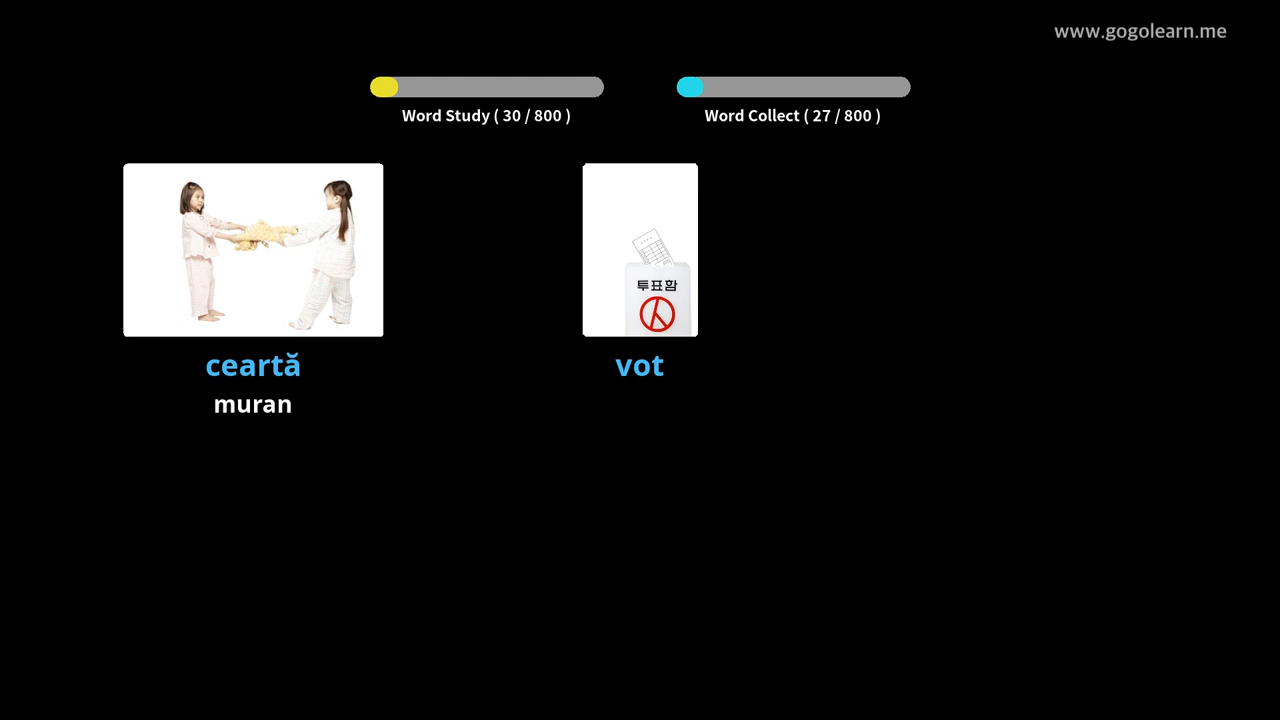 www.gogolearn.me
Word Study ( 30 / 800 )
Word Collect ( 27 / 800 )
투표함
ceartă
vot
muran